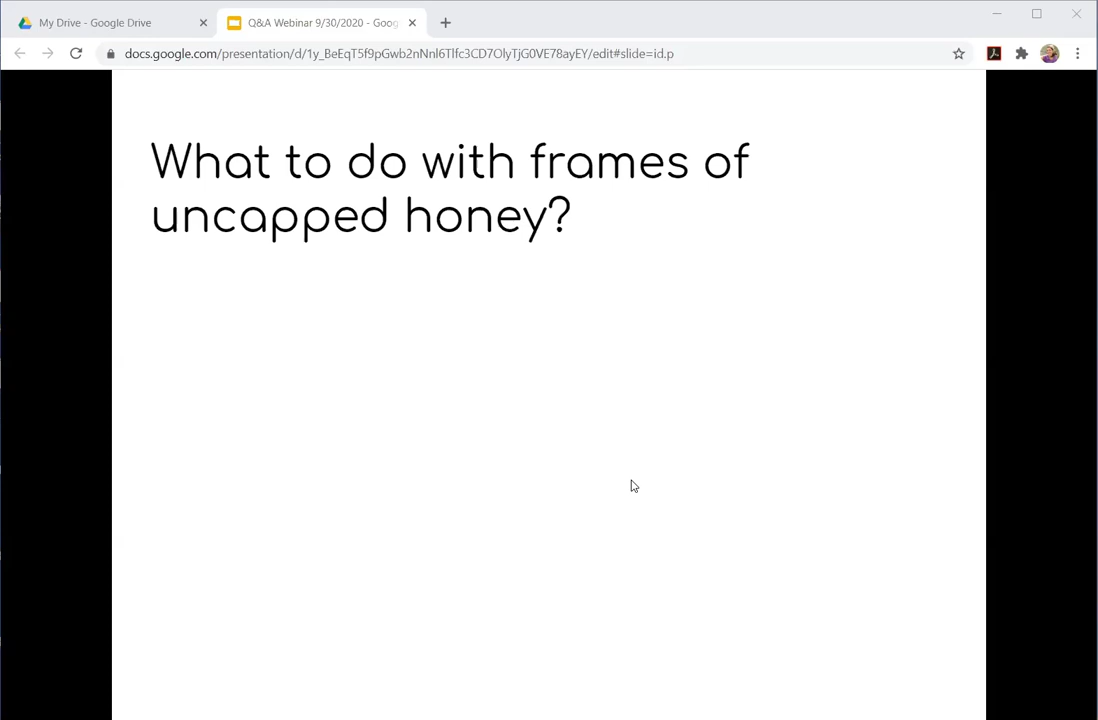 My Drive - Google Drive
Q&A Webinar 9/30/2020 - Goog
docs.google.com/presentation/d/1y_BeEqT5f9pGwb2nNnl6Tlfc3CD7OlyTjG0VE78ayEY/edit#slide=id.p
What to do with frames of
uncapped honey?